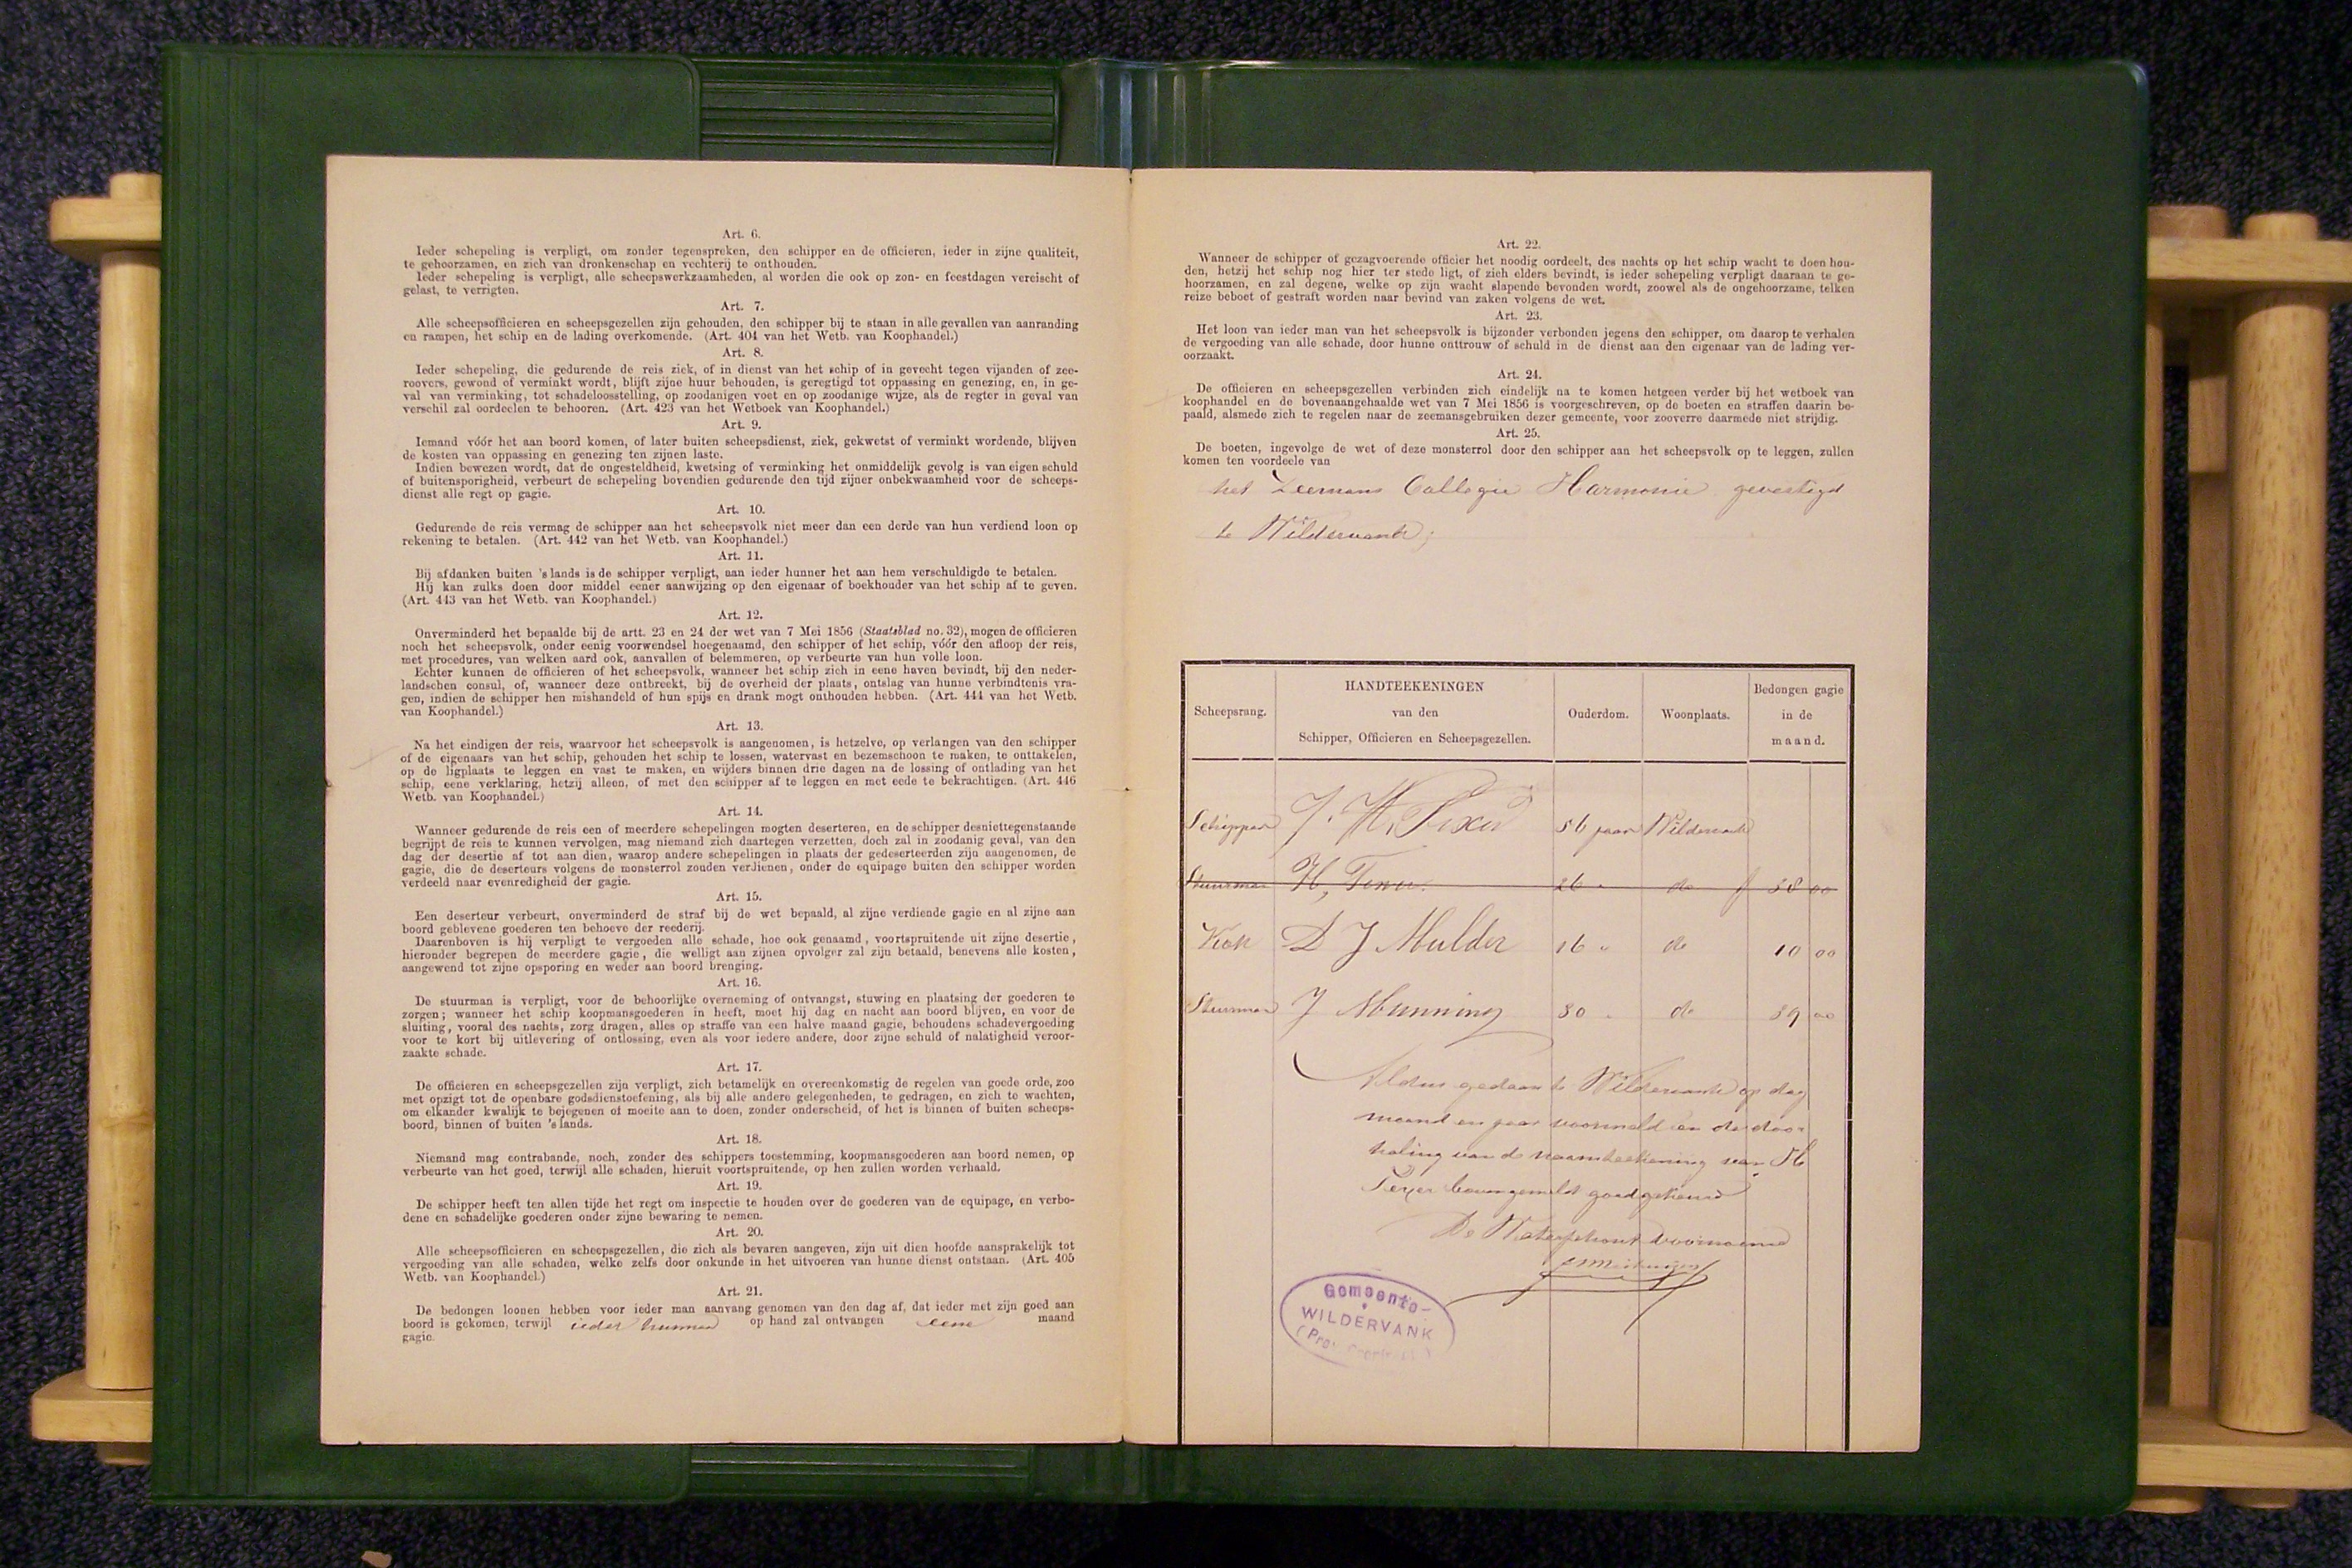 Art. 6.
Ieder schepeling is verpligt, om zonder tegenspreken, den schipper en de officieren, ieder in zijne qualiteit,
te gehoorzamen, en zich van dronkenschap en vechterij te onthouden.
Ieder schepeling is verpligt, alle scheepswerkzaamheden, al worden die ook op zon- en feestdagen vereischt of
gelast, te verrigten.
Art. 7.
Alle scheepsofficieren en scheepsgezellen zijn gehouden, den schipper bij te staan in alle gevallen van aanranding
en rampen, het schip en de lading overkomende. (Art. 404 van het Wetb. van Koophandel.)
Art. 8.
Ieder schepeling, die gedurende de reis ziek, of in dienst van het schip of in gevecht tegen vijanden of zee-
roovers, gewond of verminkt wordt, blijft zijne huur behouden, is geregtigd tot oppassing en genezing, en, in ge-
val van verminking, tot schadeloosstelling, op zoodanigen voet en op zoodanige wijze, als de regter in geval van
verschil zal oordeelen te behooren. (Art. 423 van het Wetboek van Koophandel.)
Art. 9.
Iemand vóór het aan boord komen, of later buiten scheepsdienst, ziek, gekwetst of verminkt wordende, blijven
de kosten van oppassing en genezing ten zijnen laste.
Indien bewezen wordt, dat de ongesteldheid, kwetsing of verminking het onmiddelijk gevolg is van eigen schuld
of buitensporigheid, verbeurt de schepeling bovendien gedurende den tijd zijner onbekwaamheid voor de scheeps-
dienst alle regt op gagie.
Art. 10.
Gedurende de reis vermag de schipper aan het scheepsvolk niet meer dan een derde van hun verdiend loon op
rekening te betalen. (Art. 442 van het Wetb. van Koophandel.)
Art. 11.
Bij afdanken buiten 's lands is de schipper verpligt, aan ieder hunner het aan hem verschuldigde te betalen.
Hij kan zulks doen door middel eener aanwijzing op den eigenaar of boekhouder van het schip af te geven.
(Art. 443 van het Wetb. van Koophandel.)
Art. 12.
Onverminderd het bepaalde bij de artt. 23 en 24 der wet van 7 Mei 1856 (Staatsblad no. 32), mogen de officieren
noch het scheepsvolk, onder eenig voorwendsel hoegenaamd, den schipper of het schip, vóór den afloop der reis,
met procedures, van welken aard ook, aanvallen of belemmeren, op verbeurte van hun volle loon.
Echter kunnen de officieren of het scheepsvolk, wanneer het schip zich in eene haven bevindt, bij den neder-
landschen consul, of, wanneer deze ontbreekt, bij de overheid der plaats, ontslag van hunne verbindtenis vra-
gen, indien de schipper hen mishandeld of hun spijs en drank mogt onthouden hebben. (Art. 444 van het Wetb.
van Koophandel.)
Art. 13.
Na het eindigen der reis, waarvoor het scheepsvolk is aangenomen, is hetzelve, op verlangen van den schipper
of de eigenaars van het schip, gehouden het schip te lossen, watervast en bezemschoon te maken, te onttakelen,
op de ligplaats te leggen en vast te maken, en wijders binnen drie dagen na de lossing of ontlading van het
schip, eene verklaring, hetzij alleen, of met den schipper af te leggen en met eede te bekrachtigen. (Art. 446
Wetb. van Koophandel.)
Art. 14.
Wanneer gedurende de reis een of meerdere schepelingen mogten deserteren, en de schipper desniettegenstaande
begrijpt de reis te kunnen vervolgen, mag niemand zich daartegen verzetten, doch zal in zoodanig geval, van den
dag der desertie af tot aan dien, waarop andere schepelingen in plaats der gedeserteerden zijn aangenomen, de
gagie, die de deserteurs volgens de monsterrol zouden verdienen, onder de equipage buiten den schipper worden
verdeeld naar evenredigheid der gagie.
Art. 15.
Een deserteur verbeurt, onverminderd de straf bij de wet bepaald, al zijne verdiende gagie en al zijne aan
boord geblevene goederen ten behoeve der reederij.
Daarenboven is hij verpligt te vergoeden alle schade, hoe ook genaamd, voortspruitende uit zijne desertie,
hieronder begrepen de meerdere gagie, die welligt aan zijnen opvolger zal zijn betaald, benevens alle kosten,
aangewend tot zijne opsporing en weder aan boord brenging.
Art. 16.
De stuurman is verpligt, voor de behoorlijke overneming of ontvangst, stuwing en plaatsing der goederen te
zorgen; wanneer het schip koopmansgoederen in heeft, moet hij dag en nacht aan boord blijven, en voor de
sluiting, vooral des nachts, zorg dragen, alles op straffe van een halve maand gagie, behoudens schadevergoeding
voor te kort bij uitlevering of ontlossing, even als voor iedere andere, door zijne schuld of nalatigheid veroor-
zaakte schade.
Art. 17.
De officieren en scheepsgezellen zijn verpligt, zich betamelijk en overeenkomstig de regelen van goede orde, zoo
met opzigt tot de openbare godsdienstoefening, als bij alle andere gelegenheden, te gedragen, en zich te wachten,
om elkander kwalijk te bejegenen of moeite aan te doen, zonder onderscheid, of het is binnen of buiten scheeps-
boord, binnen of buiten 's lands.
Art. 18.
Niemand mag contrabande, noch, zonder des schippers toestemming, koopmansgoederen aan boord nemen, op
verbeurte van het goed, terwijl alle schaden, hieruit voortspruitende, op hen zullen worden verhaald.
Art. 19.
De schipper heeft ten allen tijde het regt om inspectie te houden over de goederen van de equipage, en verbo-
dene en schadelijke goederen onder zijne bewaring te nemen.
Art. 20.
Alle scheepsofficieren en scheepsgezellen, die zich als bevaren aangeven, zijn uit dien hoofde aansprakelijk tot
vergoeding van alle schaden, welke zelfs door onkunde in het uitvoeren van hunne dienst ontstaan. (Art. 405
Wetb. van Koophandel.)
Art. 21.
De bedongen loonen hebben voor ieder man aanvang genomen van den dag af, dat ieder met zijn goed aan
boord is gekomen, terwijl ieder hunner op hand zal ontvangen eene maand
gagie.
Art. 22.
Wanneer de schipper of gezagvoerende officier het noodig oordeelt, des nachts op het schip wacht te doen hou-
den, hetzij het schip nog hier ter stede ligt, of zich elders bevindt, is ieder schepeling verpligt daaraan te ge-
hoorzamen, en zal degene, welke op zijn wacht slapende bevonden wordt, zoowel als de ongehoorzame, telken
reize beboet of gestraft worden naar bevind van zaken volgens de wet.
Art. 23.
Het loon van ieder man van het scheepsvolk is bijzonder verbonden jegens den schipper, om daarop te verhalen
de vergoeding van alle schade, door hunne onttrouw of schuld in de dienst aan den eigenaar van de lading ver-
oorzaakt.
Art. 24.
De officieren en scheepsgezellen verbinden zich eindelijk na te komen hetgeen verder bij het wetboek van
koophandel en de bovenaangehaalde wet van 7 Mei 1856 is voorgeschreven, op de boeten en straffen daarin be-
paald, alsmede zich te regelen naar de zeemansgebruiken dezer gemeente, voor zooverre daarmede niet strijdig.
Art. 25.
De boeten, ingevolge de wet of deze monsterrol door den schipper aan het scheepsvolk op te leggen, zullen
komen ten voordeele van
het Zeemans Collegie Harmonie gevestigd
te Wildervank;
Scheepsrang. HANDTEEKENINGEN van den Schipper, Officieren en Scheepsgezellen. Ouderdom. Woonplaats. Bedongen gagie in de maand.
Schipper J. H. 56 jaar Wildervank
Stuurman H. 26 " do f 38 00
Kok D J Mulder 16 " do 10 00
Stuurman J Munning 30 " do 39 00
Aldus gedaan te Wildervank op dag
maand en jaar voormeld en de door-
haling van de naamteekening van H
bovengemeld goedgekeurd
De Waterschout voornoemd
Gemeente
WILDERVANK